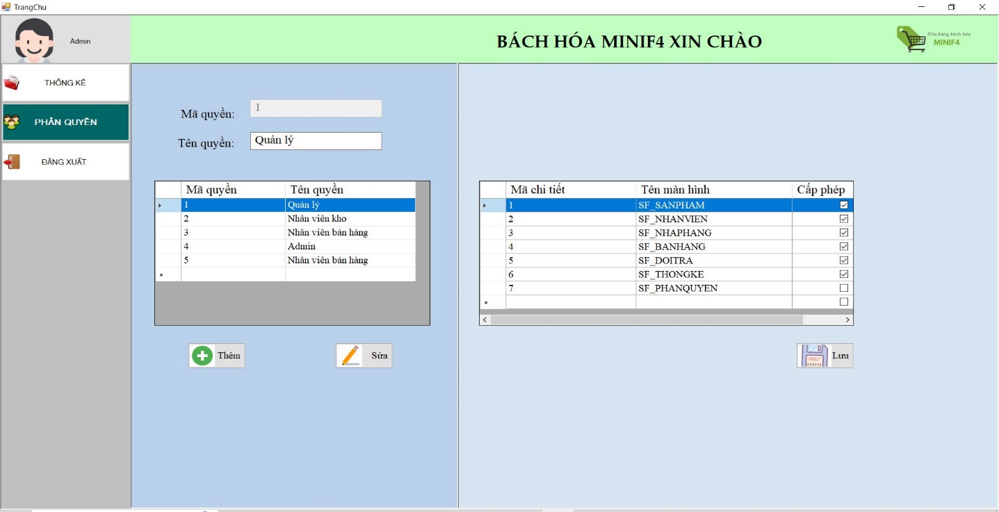 TrangChu
Admin
BÁCH HÓA MINIF4 XIN CHÀO
Cửa hàng bách hóa
MINIF4
THỐNG KÊ
PHÂN QUYỀN
ĐĂNG XUẤT
Mã quyền: 1
Tên quyền: Quản lý
Mã quyền Tên quyền
1 Quản lý
2 Nhân viên kho
3 Nhân viên bán hàng
4 Admin
5 Nhân viên bán hàng
Thêm
Sửa
Mã chi tiết Tên màn hình Cấp phép
1 SF_SANPHAM
2 SF_NHANVIEN
3 SF_NHAPHANG
4 SF_BANHANG
5 SF_DOITRA
6 SF_THONGKE
7 SF_PHANQUYEN
Lưu